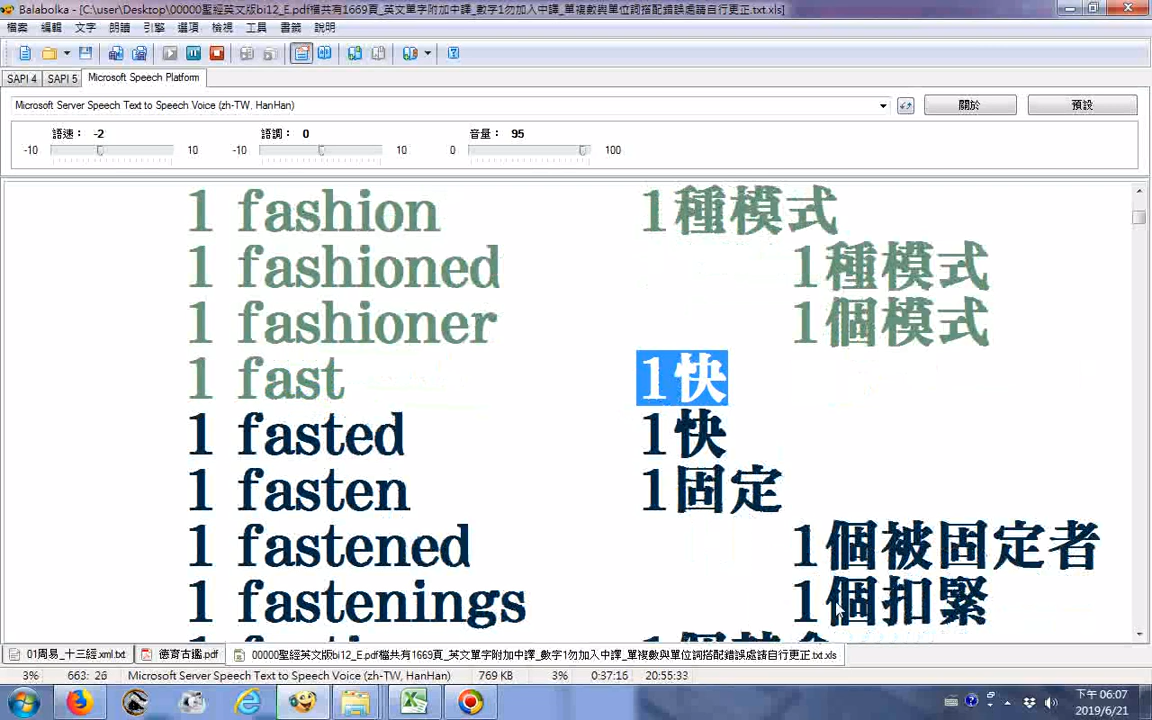 Balabolka - [C:\user\Desktop\00000聖經英文版bi12_E.pdf檔共有1669頁_英文單字附加中譯_數字1勿加入中譯_單複數與單位詞搭配錯誤處請自行更正.txt.xls]
檔案 編輯 文字 朗讀 引擎 選項 檢視 工具 書籤 說明
SAPI 4 SAPI 5 Microsoft Speech Platform
Microsoft Server Speech Text to Speech Voice (zh-TW, HanHan) 關於 預設
語速： -2 語調： 0 音量： 95
-10 10 -10 10 0 100
1 fashion 1種模式
1 fashioned 1種模式
1 fashioner 1個模式
1 fast 1快
1 fasted 1快
1 fasten 1固定
1 fastened 1個被固定者
1 fastenings 1個扣緊
01周易_十三經.xml.txt 德育古鑑.pdf 00000聖經英文版bi12_E.pdf檔共有1669頁_英文單字附加中譯_數字1勿加入中譯_單複數與單位詞搭配錯誤處請自行更正.txt.xls
3% 663: 26 Microsoft Server Speech Text to Speech Voice (zh-TW, HanHan) 769 KB 3% 0:37:16 20:55:33
下午 06:07
2019/6/21